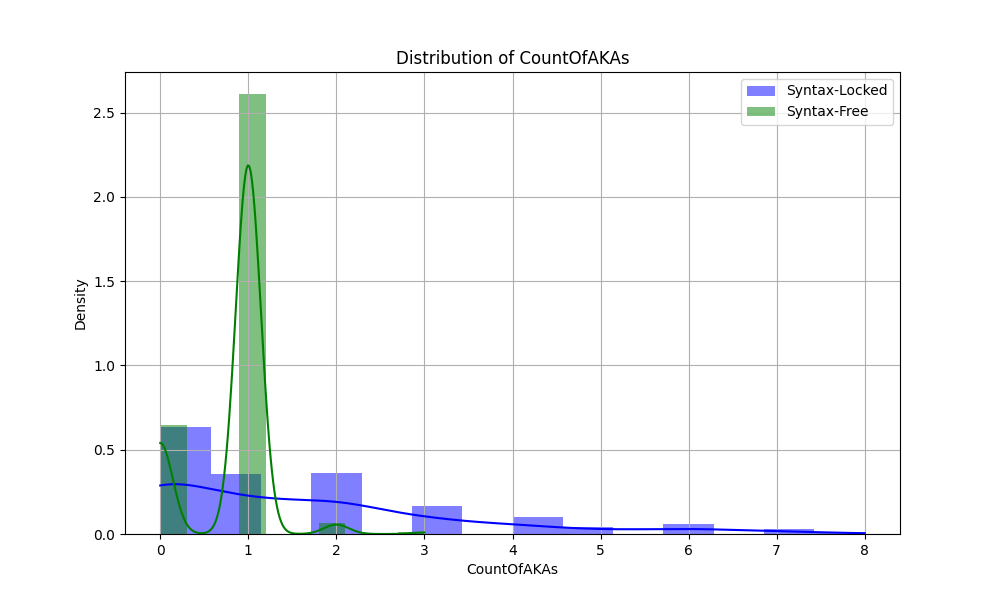 Distribution of CountOfAKAs
Syntax-Locked
Syntax-Free
Density
2.5
2.0
1.5
1.0
0.5
0.0
0 1 2 3 4 5 6 7 8
CountOfAKAs